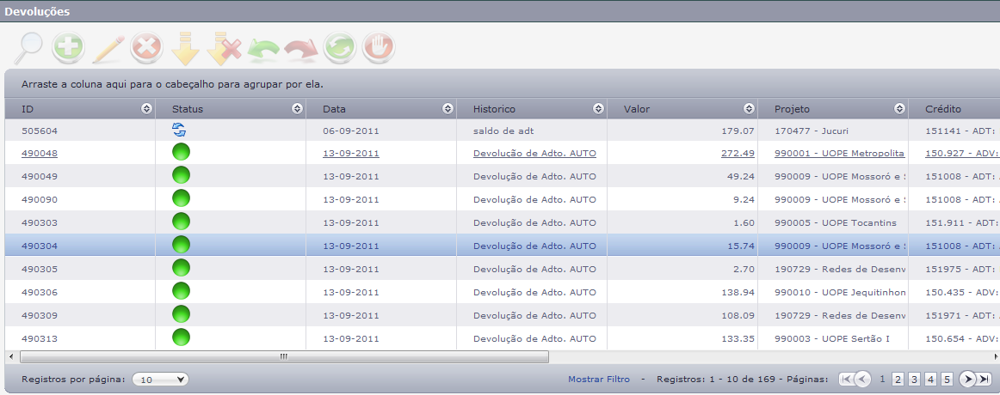 Devoluções
Arraste a coluna aqui para o cabeçalho para agrupar por ela.
ID Status Data Historico Valor Projeto Crédito
505604 06-09-2011 saldo de adt 179.07 170477 - Jucuri 151141 - ADT:
490048 13-09-2011 Devolução de Adto. AUTO 272.49 990001 - UOPE Metropolita 150.927 - ADV:
490049 13-09-2011 Devolução de Adto. AUTO 49.24 990009 - UOPE Mossoró e S 151008 - ADT:
490090 13-09-2011 Devolução de Adto. AUTO 9.24 990009 - UOPE Mossoró e S 151008 - ADT:
490303 13-09-2011 Devolução de Adto. AUTO 1.60 990005 - UOPE Tocantins 151.911 - ADT:
490304 13-09-2011 Devolução de Adto. AUTO 15.74 990009 - UOPE Mossoró e S 151008 - ADT:
490305 13-09-2011 Devolução de Adto. AUTO 2.70 190729 - Redes de Desenv 151975 - ADT:
490306 13-09-2011 Devolução de Adto. AUTO 138.94 990010 - UOPE Jequitinhon 150.435 - ADV:
490309 13-09-2011 Devolução de Adto. AUTO 108.09 190729 - Redes de Desenv 151971 - ADT:
490313 13-09-2011 Devolução de Adto. AUTO 133.35 990003 - UOPE Sertão I 150.654 - ADV:
Registros por página: 10 Mostrar Filtro - Registros: 1 - 10 de 169 - Páginas: 1 2 3 4 5